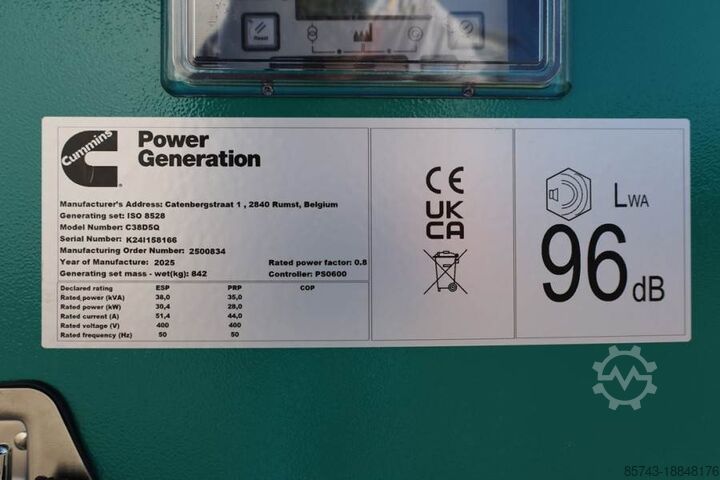 Reset
Cummins
Power
Generation
Manufacturer's Address: Catenbergstraat 1 , 2840 Rumst, Belgium
Generating set: ISO 8528
Model Number: C38D5Q
Serial Number: K24I158166
Manufacturing Order Number: 2500834
Year of Manufacture: 2025 Rated power factor: 0.8
Generating set mass - wet(kg): 842 Controller: PS0600
Declared rating ESP PRP COP
Rated power (kVA) 38,0 35,0
Rated power (kW) 30,4 28,0
Rated current (A) 51,4 44,0
Rated voltage (V) 400 400
Rated frequency (Hz) 50 50
CE
UK
CA
LWA
96 dB
85743-18848176